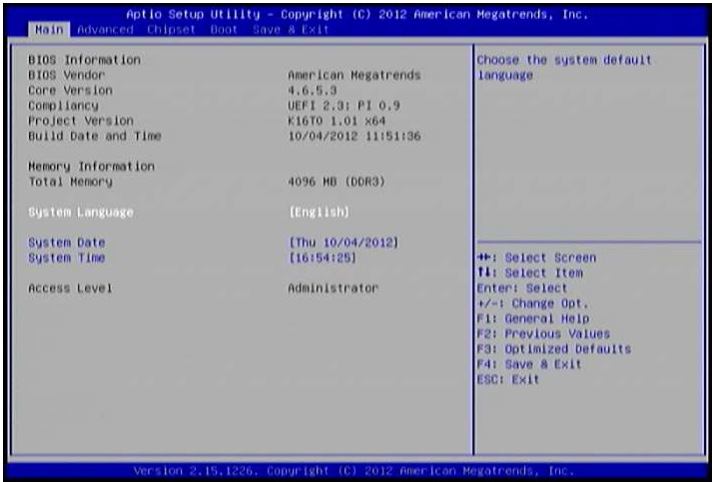 Aptio Setup Utility - Copyright (C) 2012 American Megatrends, Inc.
Main Advanced Chipset Boot Save & Exit
BIOS Information
BIOS Vendor American Megatrends
Core Version 4.6.5.3
Compliancy UEFI 2.3; PI 0.9
Project Version K16T0 1.01 x64
Build Date and Time 10/04/2012 11:51:36
Memory Information
Total Memory 4096 MB (DDR3)
System Language [English]
System Date [Thu 10/04/2012]
System Time [16:54:25]
Access Level Administrator
Choose the system default
language
→←: Select Screen
↑↓: Select Item
Enter: Select
+/-: Change Opt.
F1: General Help
F2: Previous Values
F3: Optimized Defaults
F4: Save & Exit
ESC: Exit
Version 2.15.1226. Copyright (C) 2012 American Megatrends, Inc.